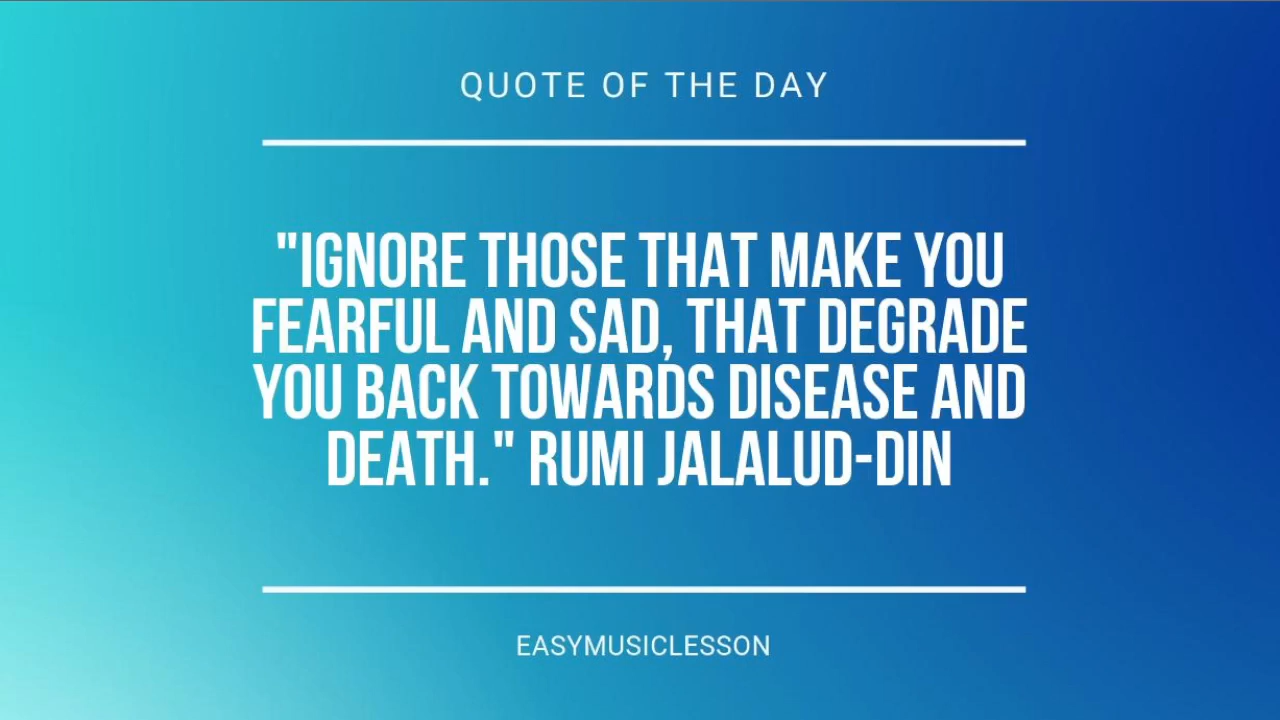 QUOTE OF THE DAY
"IGNORE THOSE THAT MAKE YOU
FEARFUL AND SAD, THAT DEGRADE
YOU BACK TOWARDS DISEASE AND
DEATH." RUMI JALALUD-DIN
EASYMUSICLESSON